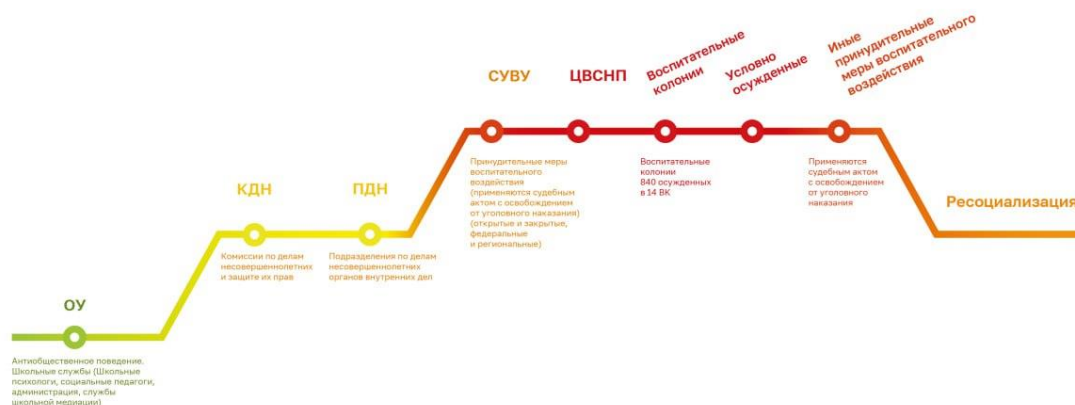 ОУ
Антиобщественное поведение.
Школьные службы (Школьные
психологи, социальные педагоги,
администрация, службы
школьной медиации)
КДН
Комиссии по делам
несовершеннолетних
и защите их прав
ПДН
Подразделения по делам
несовершеннолетних
органов внутренних дел
СУВУ
Принудительные меры
воспитательного
воздействия
(применяются судебным
актом с освобождением
от уголовного наказания)
(открытые и закрытые,
федеральные
и региональные)
ЦВСНП
Воспитательные
колонии
Воспитательные
колонии
840 осужденных
в 14 ВК
Условно
осужденные
Иные
принудительные
меры воспитательного
воздействия
Применяются
судебным актом
с освобождением
от уголовного
наказания
Ресоциализация